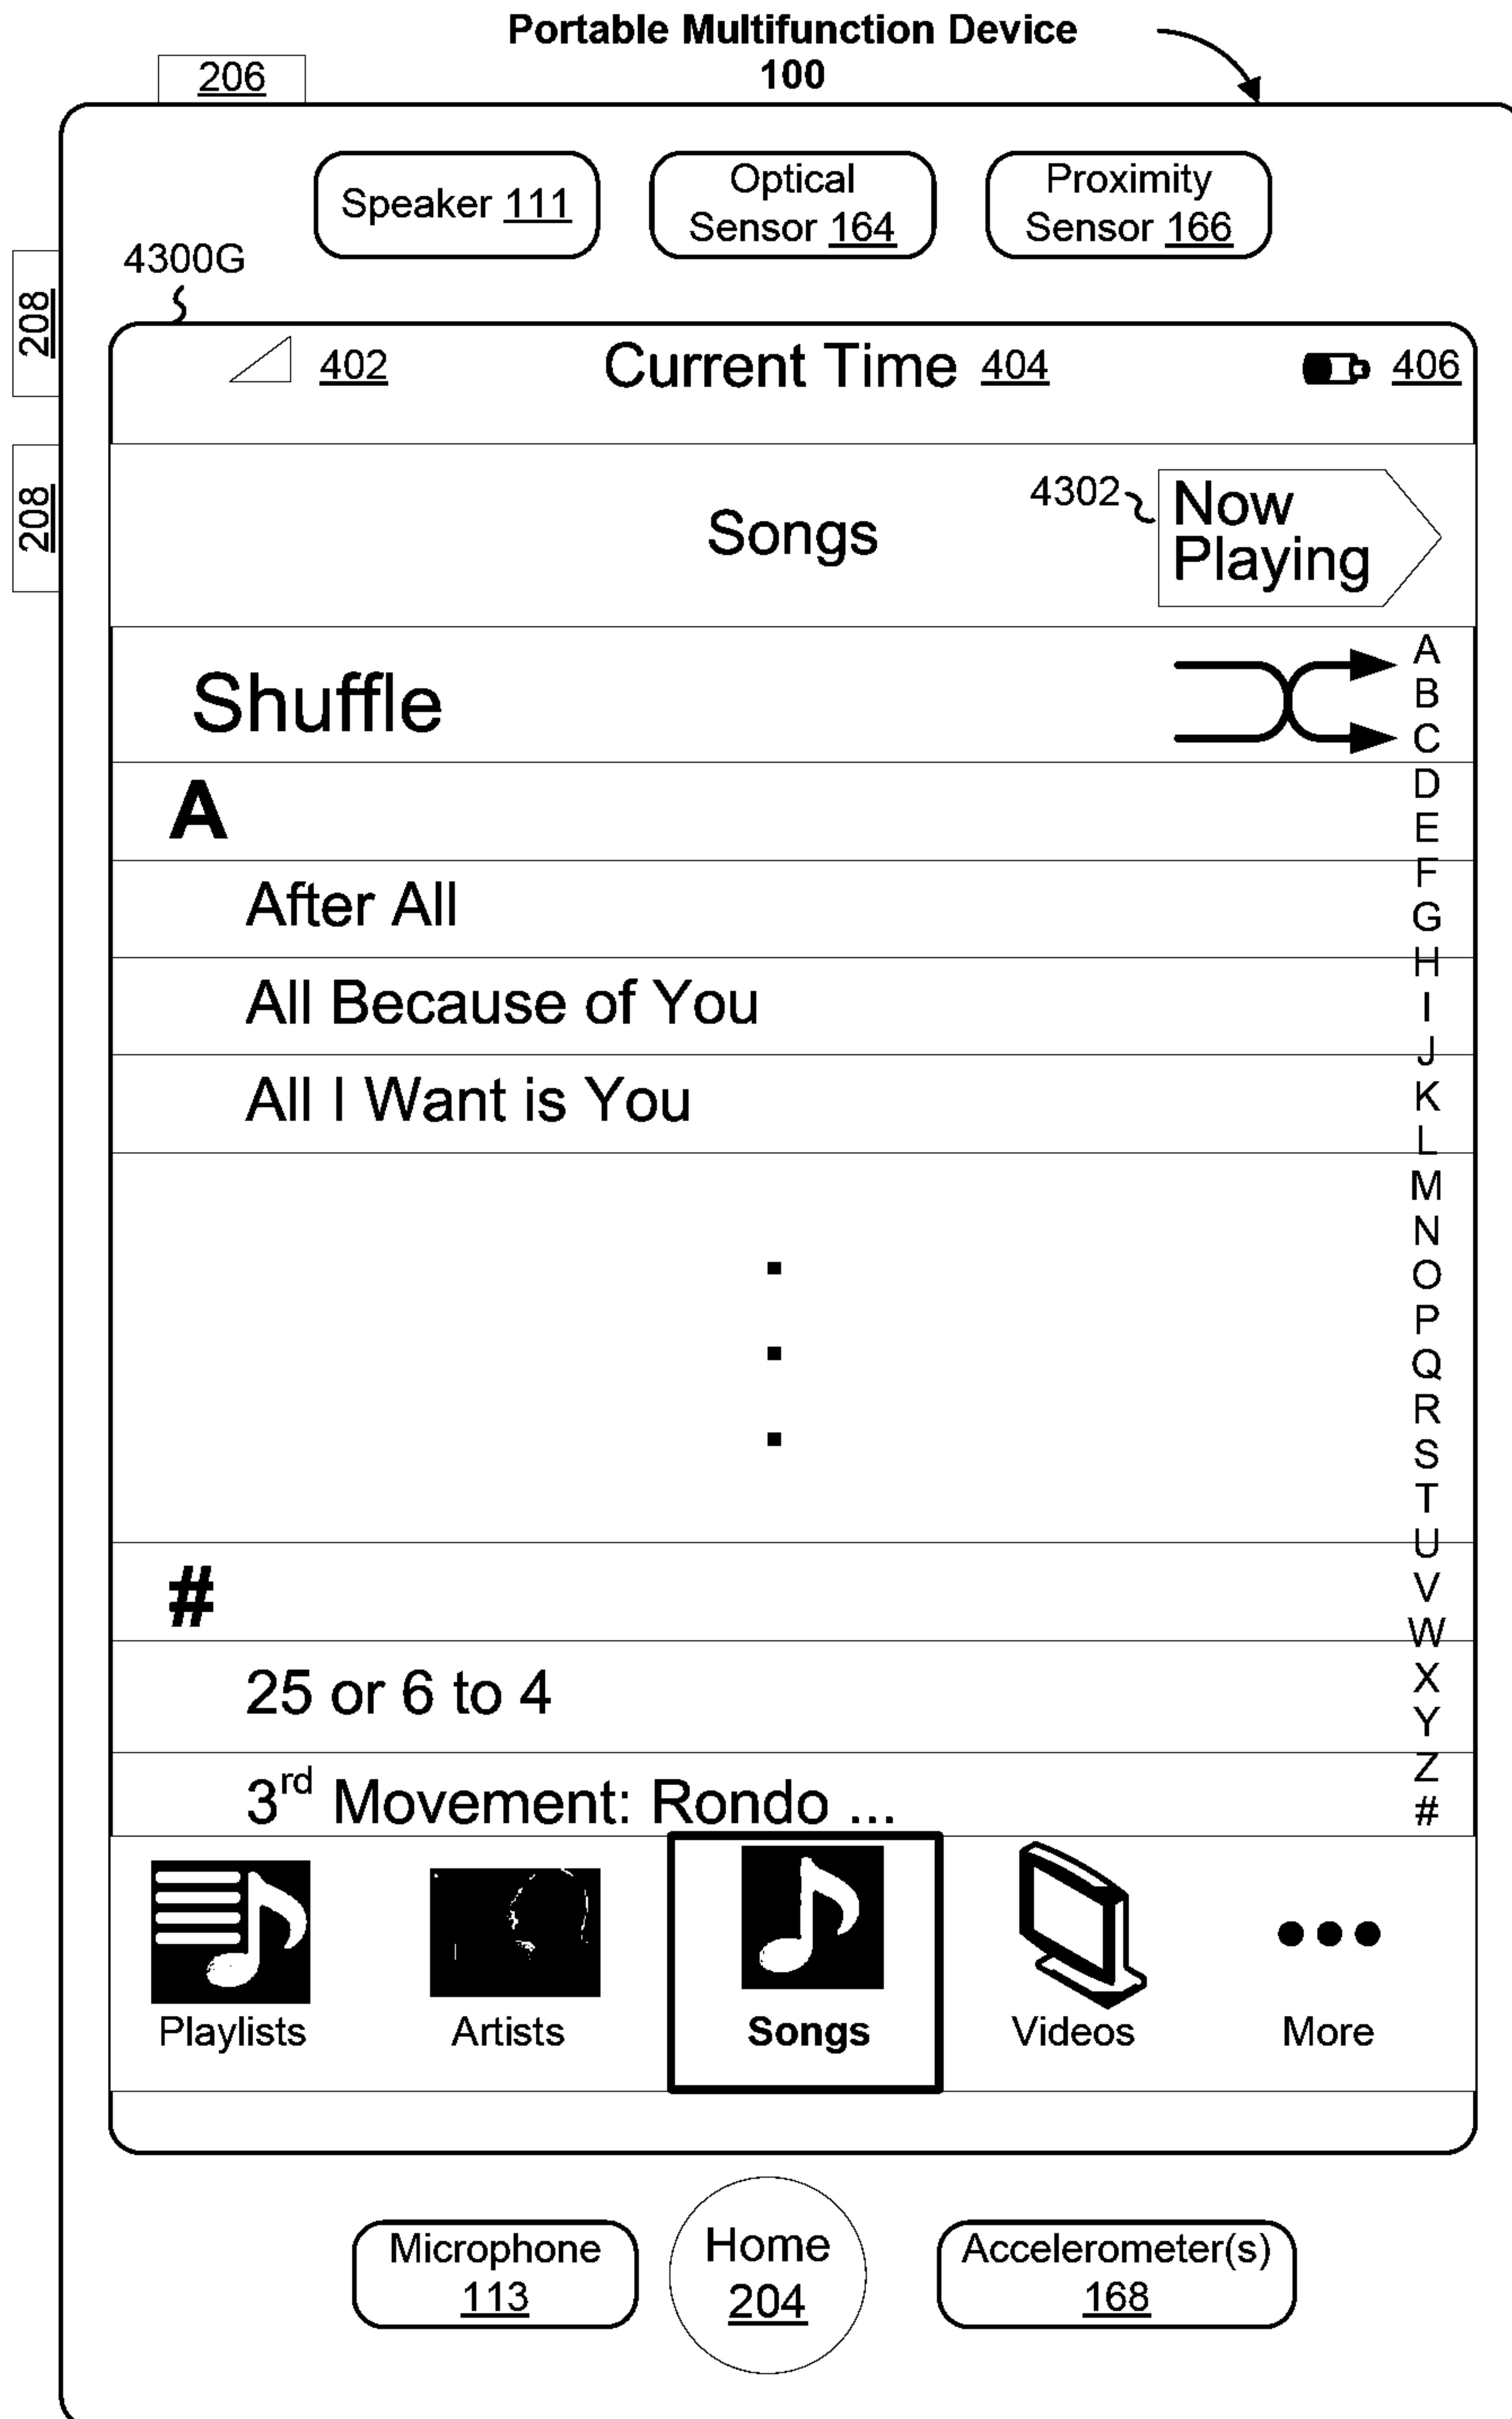 Portable Multifunction Device
100
206
Speaker 111
Optical
Sensor 164
Proximity
Sensor 166
4300G
208
402
Current Time 404
406
208
Songs
4302
Now
Playing
Shuffle
A
B
C
A
D
E
After All
F
G
All Because of You
H
I
All I Want is You
J
K
L
M
N
O
P
Q
R
S
T
U
#
V
W
25 or 6 to 4
X
Y
3rd Movement: Rondo ...
Z
#
Playlists
Artists
Songs
Videos
More
Microphone
113
Home
204
Accelerometer(s)
168